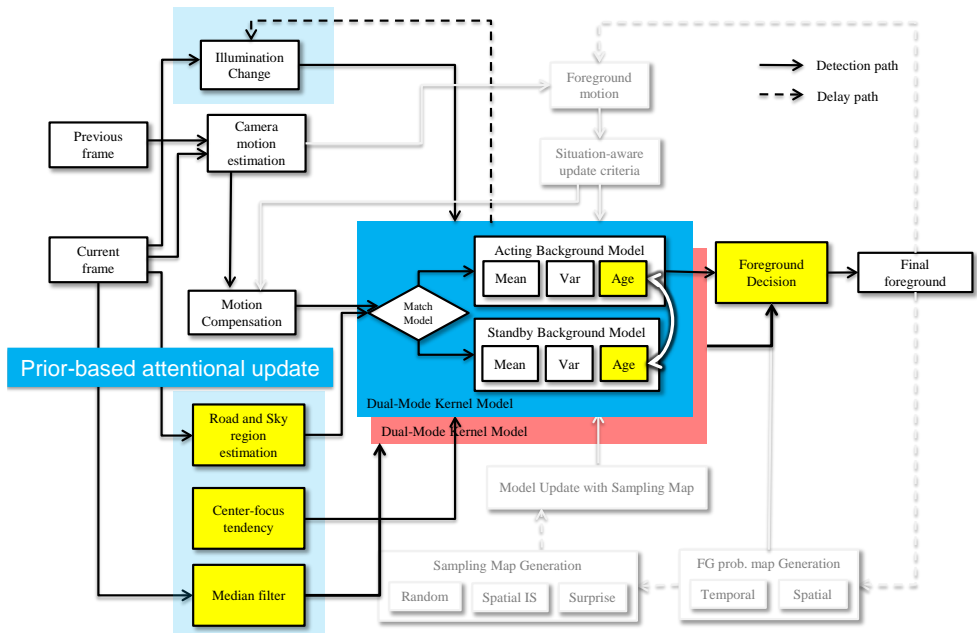 Illumination
Change
Foreground
motion
Detection path
Delay path
Previous
frame
Camera
motion
estimation
Situation-aware
update criteria
Current
frame
Motion
Compensation
Match
Model
Acting Background Model
Mean
Var
Age
Standby Background Model
Mean
Var
Age
Dual-Mode Kernel Model
Dual-Mode Kernel Model
Foreground
Decision
Final
foreground
Prior-based attentional update
Road and Sky
region
estimation
Center-focus
tendency
Median filter
Model Update with Sampling Map
Sampling Map Generation
Random
Spatial IS
Surprise
FG prob. map Generation
Temporal
Spatial